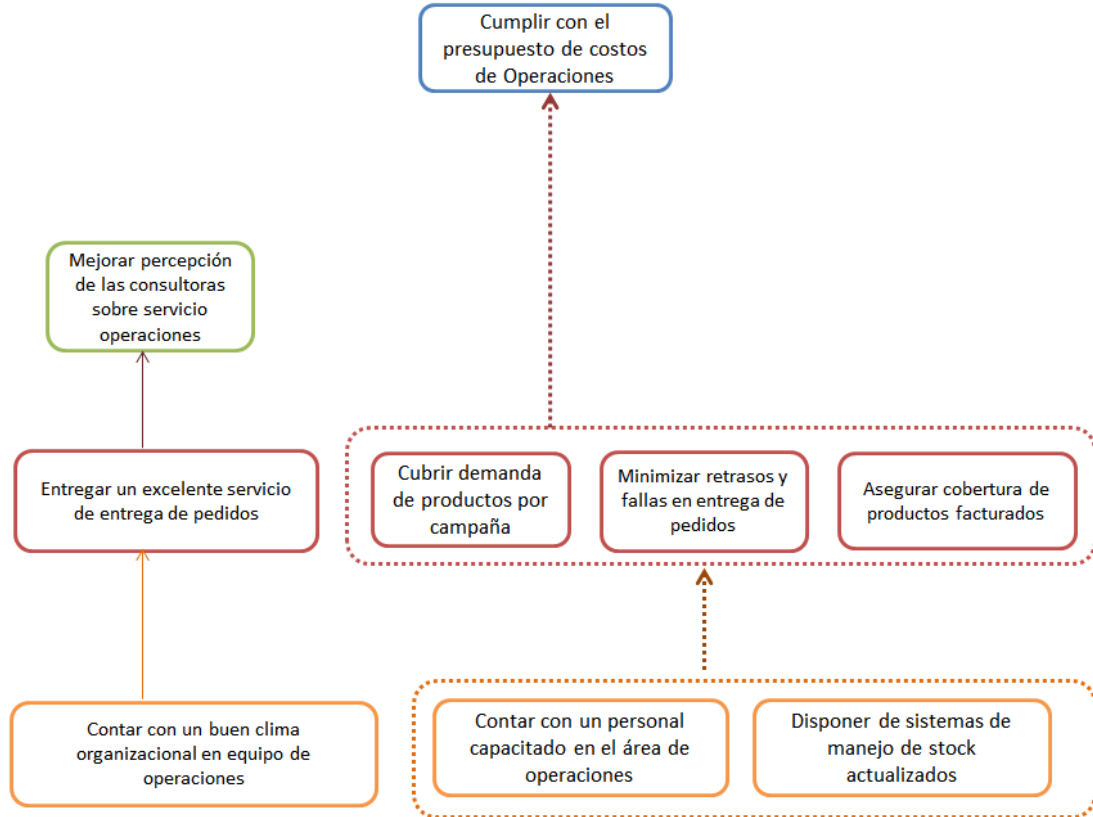 Cumplir con el
presupuesto de costos
de Operaciones
Mejorar percepción
de las consultoras
sobre servicio
operaciones
Entregar un excelente servicio
de entrega de pedidos
Cubrir demanda
de productos por
campaña
Minimizar retrasos y
fallas en entrega de
pedidos
Asegurar cobertura de
productos facturados
Contar con un buen clima
organizacional en equipo de
operaciones
Contar con un personal
capacitado en el área de
operaciones
Disponer de sistemas de
manejo de stock
actualizados